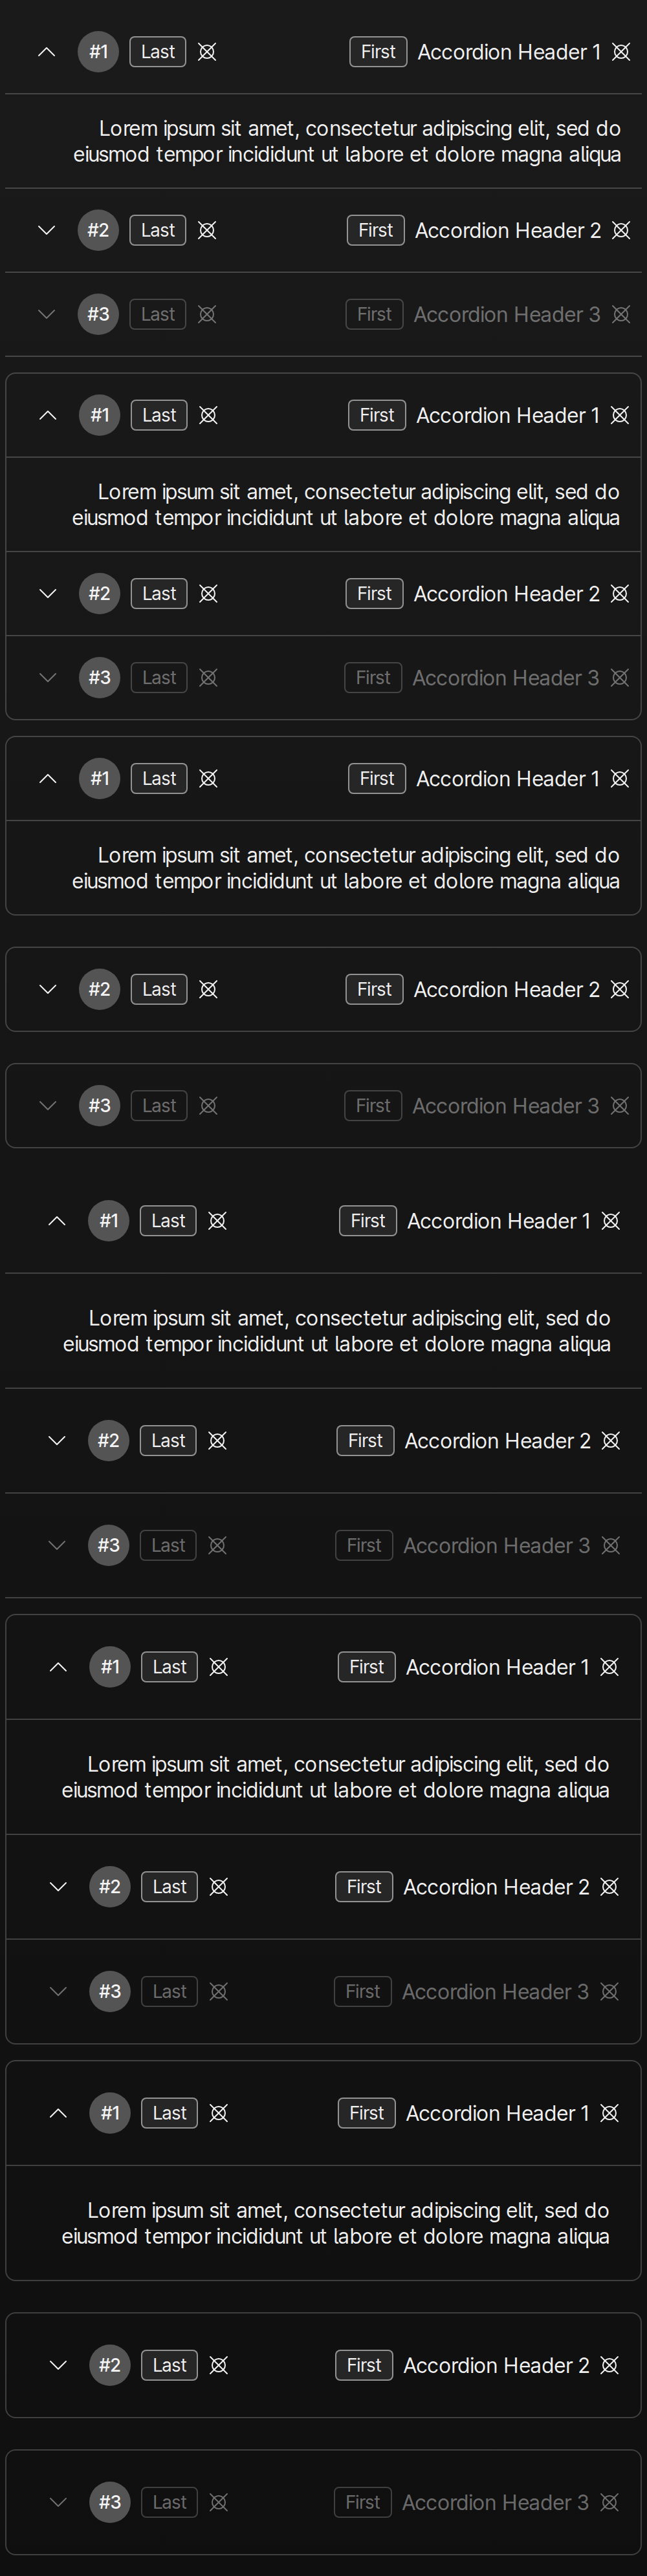 #1 Last First Accordion Header 1
Lorem ipsum sit amet, consectetur adipiscing elit, sed do
eiusmod tempor incididunt ut labore et dolore magna aliqua
#2 Last First Accordion Header 2
#3 Last First Accordion Header 3
#1 Last First Accordion Header 1
Lorem ipsum sit amet, consectetur adipiscing elit, sed do
eiusmod tempor incididunt ut labore et dolore magna aliqua
#2 Last First Accordion Header 2
#3 Last First Accordion Header 3
#1 Last First Accordion Header 1
Lorem ipsum sit amet, consectetur adipiscing elit, sed do
eiusmod tempor incididunt ut labore et dolore magna aliqua
#2 Last First Accordion Header 2
#3 Last First Accordion Header 3
#1 Last First Accordion Header 1
Lorem ipsum sit amet, consectetur adipiscing elit, sed do
eiusmod tempor incididunt ut labore et dolore magna aliqua
#2 Last First Accordion Header 2
#3 Last First Accordion Header 3
#1 Last First Accordion Header 1
Lorem ipsum sit amet, consectetur adipiscing elit, sed do
eiusmod tempor incididunt ut labore et dolore magna aliqua
#2 Last First Accordion Header 2
#3 Last First Accordion Header 3
#1 Last First Accordion Header 1
Lorem ipsum sit amet, consectetur adipiscing elit, sed do
eiusmod tempor incididunt ut labore et dolore magna aliqua
#2 Last First Accordion Header 2
#3 Last First Accordion Header 3